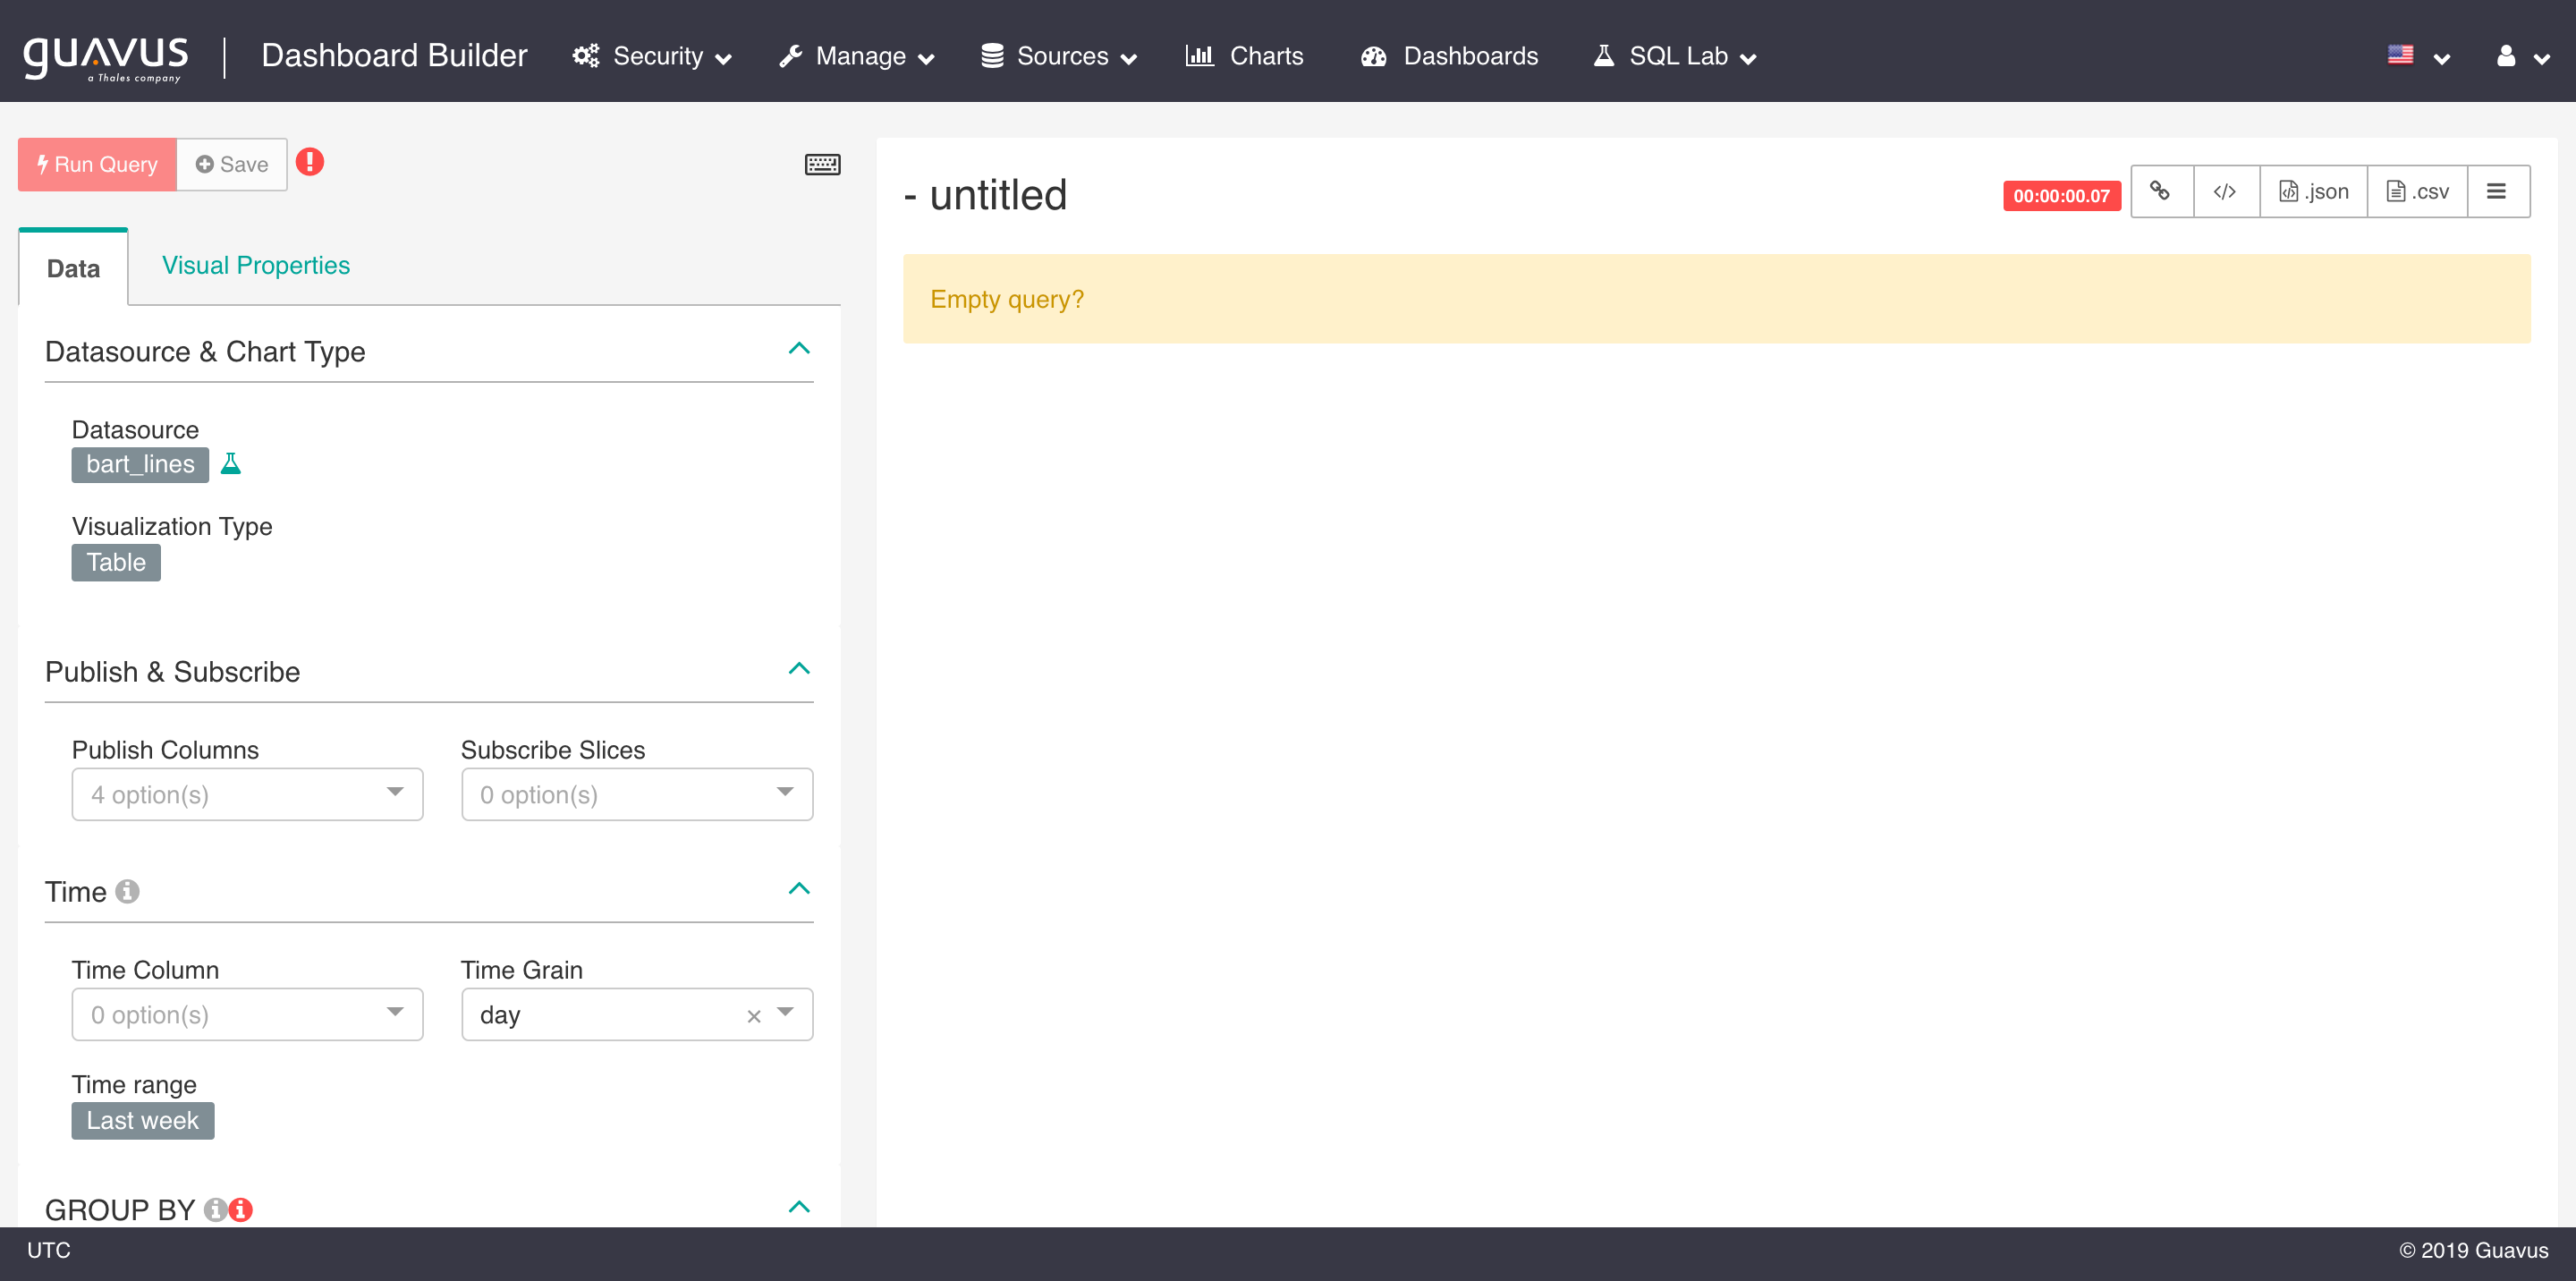 guavus
a Thales company
Dashboard Builder
Security
Manage
Sources
Charts
Dashboards
SQL Lab
Run Query
Save
Data
Visual Properties
Datasource & Chart Type
Datasource
bart_lines
Visualization Type
Table
Publish & Subscribe
Publish Columns
Subscribe Slices
4 option(s)
0 option(s)
Time
Time Column
Time Grain
0 option(s)
day
Time range
Last week
GROUP BY
- untitled
00:00:00.07
.json
.csv
Empty query?
UTC
© 2019 Guavus